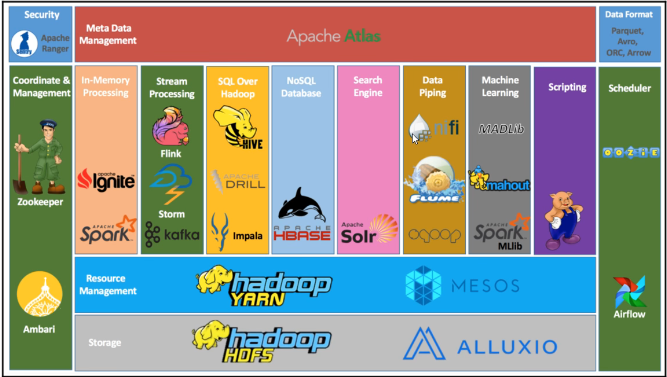 Security
Sentry
Apache
Ranger
Meta Data
Management
Apache Atlas
Data Format
Parquet,
Avro,
ORC, Arrow
Coordinate &
Management
Zookeeper
Ambari
In-Memory
Processing
apache
Ignite
APACHE
Spark
Stream
Processing
Flink
Storm
kafka
SQL Over
Hadoop
HIVE
APACHE
DRILL
Impala
NoSQL
Database
APACHE
HBASE
Search
Engine
Apache
Solr
Data
Piping
nifi
FLUME
sqoop
Machine
Learning
MADlib
mahout
APACHE
Spark
MLlib
Scripting
Scheduler
OOZIE
Airflow
Resource
Management
hadoop
YARN
MESOS
Storage
hadoop
HDFS
ALLUXIO